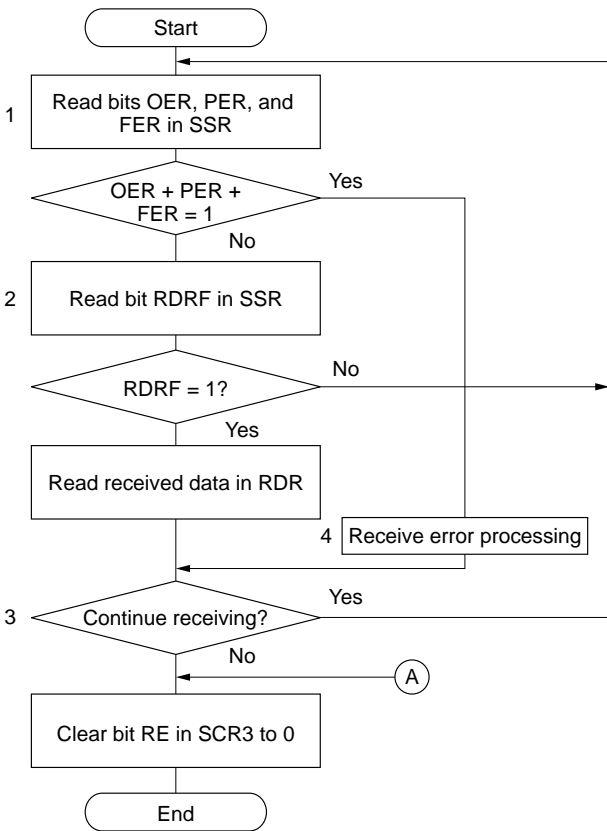 Start
1
Read bits OER, PER, and
FER in SSR
OER + PER +
FER = 1
Yes
No
2
Read bit RDRF in SSR
RDRF = 1?
No
Yes
Read received data in RDR
4
Receive error processing
3
Continue receiving?
Yes
No
A
Clear bit RE in SCR3 to 0
End